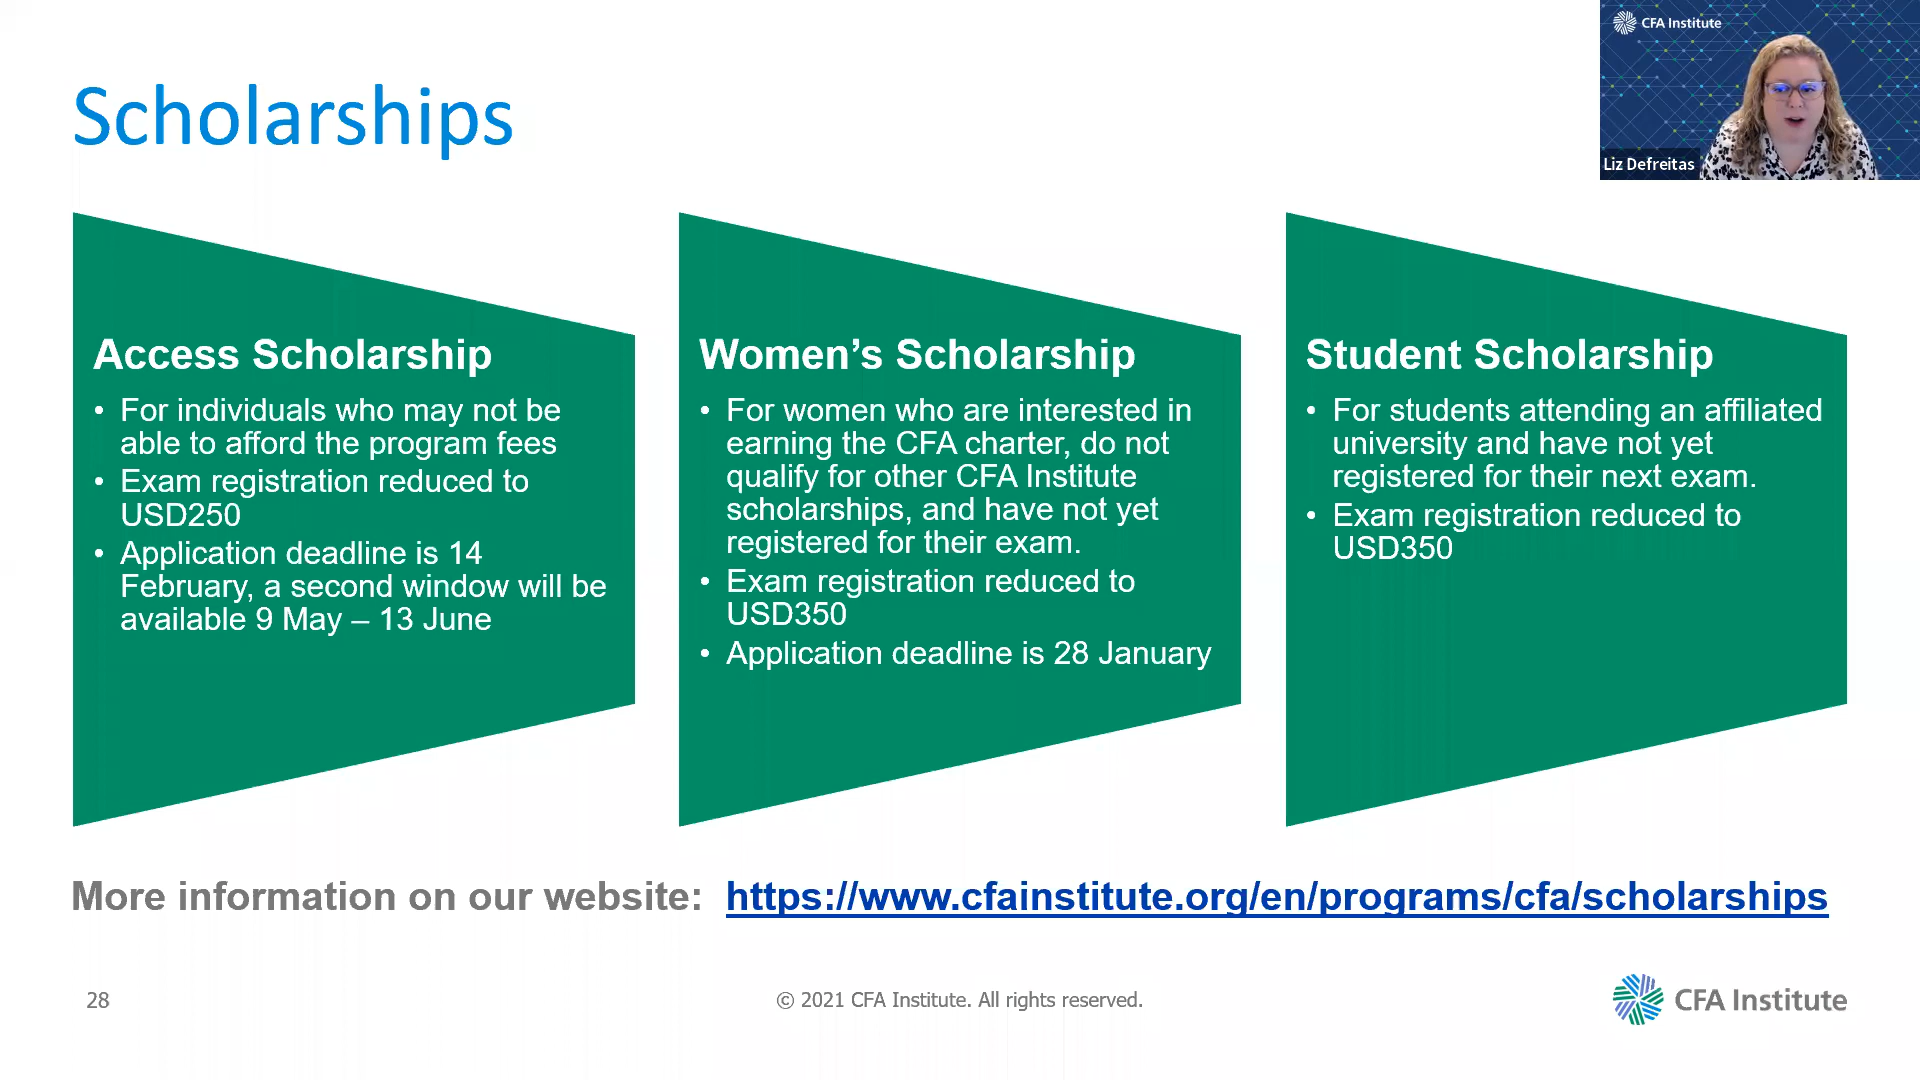 CFA Institute
Liz Defreitas
Scholarships
Access Scholarship
• For individuals who may not be
able to afford the program fees
• Exam registration reduced to
USD250
• Application deadline is 14
February, a second window will be
available 9 May – 13 June
Women’s Scholarship
• For women who are interested in
earning the CFA charter, do not
qualify for other CFA Institute
scholarships, and have not yet
registered for their exam.
• Exam registration reduced to
USD350
• Application deadline is 28 January
Student Scholarship
• For students attending an affiliated
university and have not yet
registered for their next exam.
• Exam registration reduced to
USD350
More information on our website: https://www.cfainstitute.org/en/programs/cfa/scholarships
28
© 2021 CFA Institute. All rights reserved.
CFA Institute